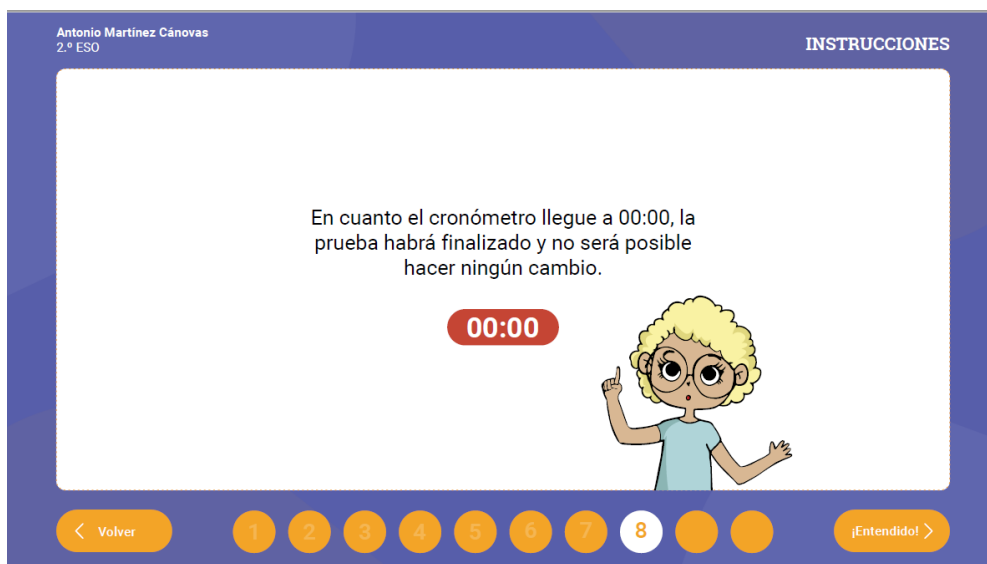 Antonio Martínez Cánovas
2.º ESO
INSTRUCCIONES
En cuanto el cronómetro llegue a 00:00, la
prueba habrá finalizado y no será posible
hacer ningún cambio.
00:00
Volver
1 2 3 4 5 6 7 8
¡Entendido!